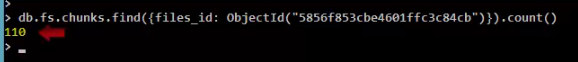 >
> db.fs.chunks.find({files_id: ObjectId("5856f853cbe4601ffc3c84cb")}).count()
110
>